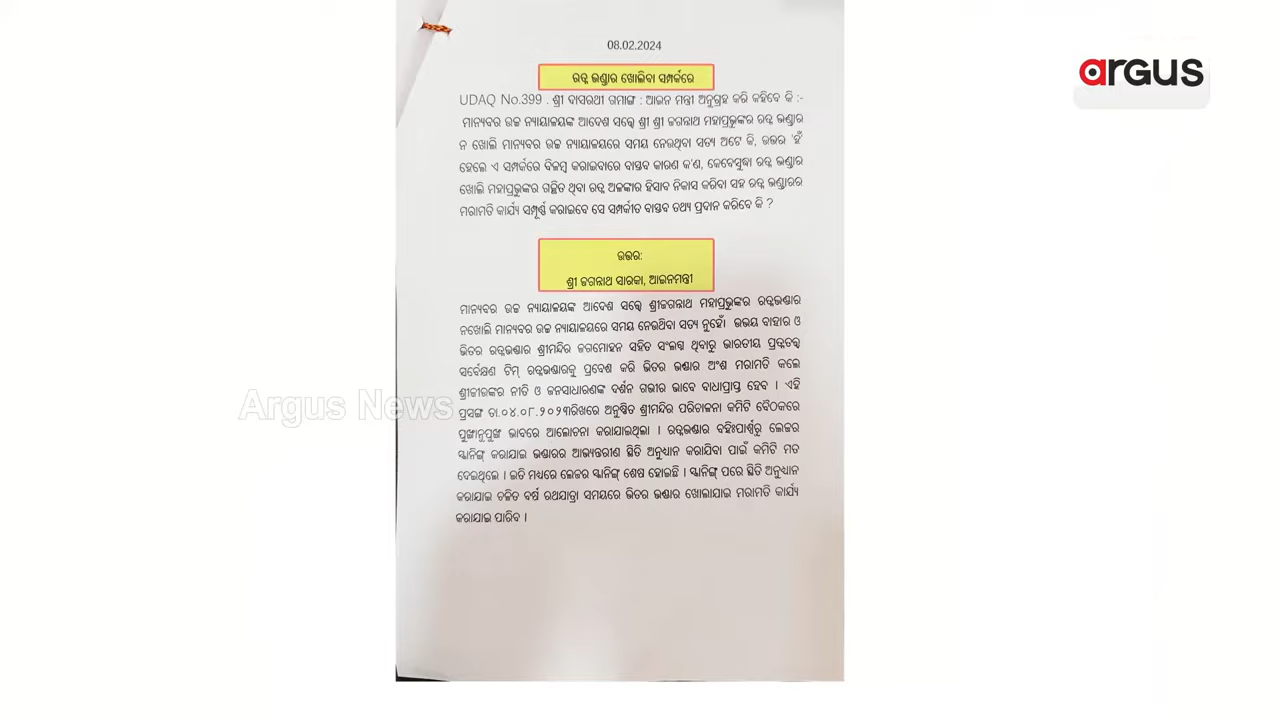 08.02.2024
argus
ରତ୍ନ ଭଣ୍ଡାର ଖୋଲିବା ସମ୍ପର୍କରେ
UDAQ No.399 . ଶ୍ରୀ ଦାସରଥୀ ଗମାଙ୍ଗ : ଆଇନ ମନ୍ତ୍ରୀ ଅନୁଗ୍ରହ କରି କହିବେ କି :-
ମାନ୍ୟବର ଉଚ୍ଚ ନ୍ୟାୟାଳୟଙ୍କ ଆଦେଶ ସତ୍ତ୍ୱେ ଶ୍ରୀ ଶ୍ରୀ ଜଗନ୍ନାଥ ମହାପ୍ରଭୁଙ୍କର ରତ୍ନ ଭଣ୍ଡାର
ନ ଖୋଲି ମାନ୍ୟବର ଉଚ୍ଚ ନ୍ୟାୟାଳୟରେ ସମୟ ନେଉଥିବା ସତ୍ୟ ଅଟେ କି, ଉତ୍ତର 'ହଁ'
ହେଲେ ଏ ସମ୍ପର୍କରେ ବିଳମ୍ବ କରାଇବାରେ ବାସ୍ତବ କାରଣ କ'ଣ, କେବେସୁଦ୍ଧା ରତ୍ନ ଭଣ୍ଡାର
ଖୋଲି ମହାପ୍ରଭୁଙ୍କର ଗଚ୍ଛିତ ଥିବା ରତ୍ନ ଅଳଙ୍କାର ହିସାବ ନିକାସ କରିବା ସହ ରତ୍ନ ଭଣ୍ଡାରର
ମରାମତି କାର୍ଯ୍ୟ ସମ୍ପୂର୍ଣ୍ଣ କରାଇବେ ସେ ସମ୍ପର୍କୀତ ବାସ୍ତବ ତଥ୍ୟ ପ୍ରଦାନ କରିବେ କି ?
ଉତ୍ତର:
ଶ୍ରୀ ଜଗନ୍ନାଥ ସାରକା, ଆଇନମନ୍ତ୍ରୀ
ମାନ୍ୟବର ଉଚ୍ଚ ନ୍ୟାୟାଳୟଙ୍କ ଆଦେଶ ସତ୍ତ୍ୱେ ଶ୍ରୀଜଗନ୍ନାଥ ମହାପ୍ରଭୁଙ୍କର ରତ୍ନଭଣ୍ଡାର
ନଖୋଲି ମାନ୍ୟବର ଉଚ୍ଚ ନ୍ୟାୟାଳୟରେ ସମୟ ନେଉଥିବା ସତ୍ୟ ନୁହେଁ। ଉଭୟ ବାହାର ଓ
ଭିତର ରତ୍ନଭଣ୍ଡାର ଶ୍ରୀମନ୍ଦିର ଜଗମୋହନ ସହିତ ସଂଲଗ୍ନ ଥିବାରୁ ଭାରତୀୟ ପ୍ରତ୍ନତତ୍ତ୍ୱ
ସର୍ବେକ୍ଷଣ ଟିମ୍ ରତ୍ନଭଣ୍ଡାରକୁ ପ୍ରବେଶ କରି ଭିତର ଭଣ୍ଡାର ଅଂଶ ମରାମତି କଲେ
ଶ୍ରୀଜୀଉଙ୍କର ନୀତି ଓ ଜନସାଧାରଣଙ୍କ ଦର୍ଶନ ଗଭୀର ଭାବେ ବାଧାପ୍ରାପ୍ତ ହେବ । ଏହି
Argus News
ପ୍ରସଙ୍ଗ ତା.୦୪.୦୮.୨୦୨୩ରିଖରେ ଅନୁଷ୍ଠିତ ଶ୍ରୀମନ୍ଦିର ପରିଚାଳନା କମିଟି ବୈଠକରେ
ପୁଙ୍ଖାନୁପୁଙ୍ଖ ଭାବରେ ଆଲୋଚନା କରାଯାଇଥିଲା । ରତ୍ନଭଣ୍ଡାର ବହିଃପାର୍ଶ୍ୱରୁ ଲେଜର
ସ୍କାନିଙ୍ଗ୍ କରାଯାଇ ଭଣ୍ଡାରର ଆଭ୍ୟନ୍ତରୀଣ ସ୍ଥିତି ଅନୁଧ୍ୟାନ କରାଯିବା ପାଇଁ କମିଟି ମତ
ଦେଇଥିଲେ । ଇତି ମଧ୍ୟରେ ଲେଜର ସ୍କାନିଙ୍ଗ୍ ଶେଷ ହୋଇଛି । ସ୍କାନିଙ୍ଗ୍ ପରେ ସ୍ଥିତି ଅନୁଧ୍ୟାନ
କରାଯାଇ ଚଳିତ ବର୍ଷ ରଥଯାତ୍ରା ସମୟରେ ଭିତର ଭଣ୍ଡାର ଖୋଲାଯାଇ ମରାମତି କାର୍ଯ୍ୟ
କରାଯାଇ ପାରିବ ।